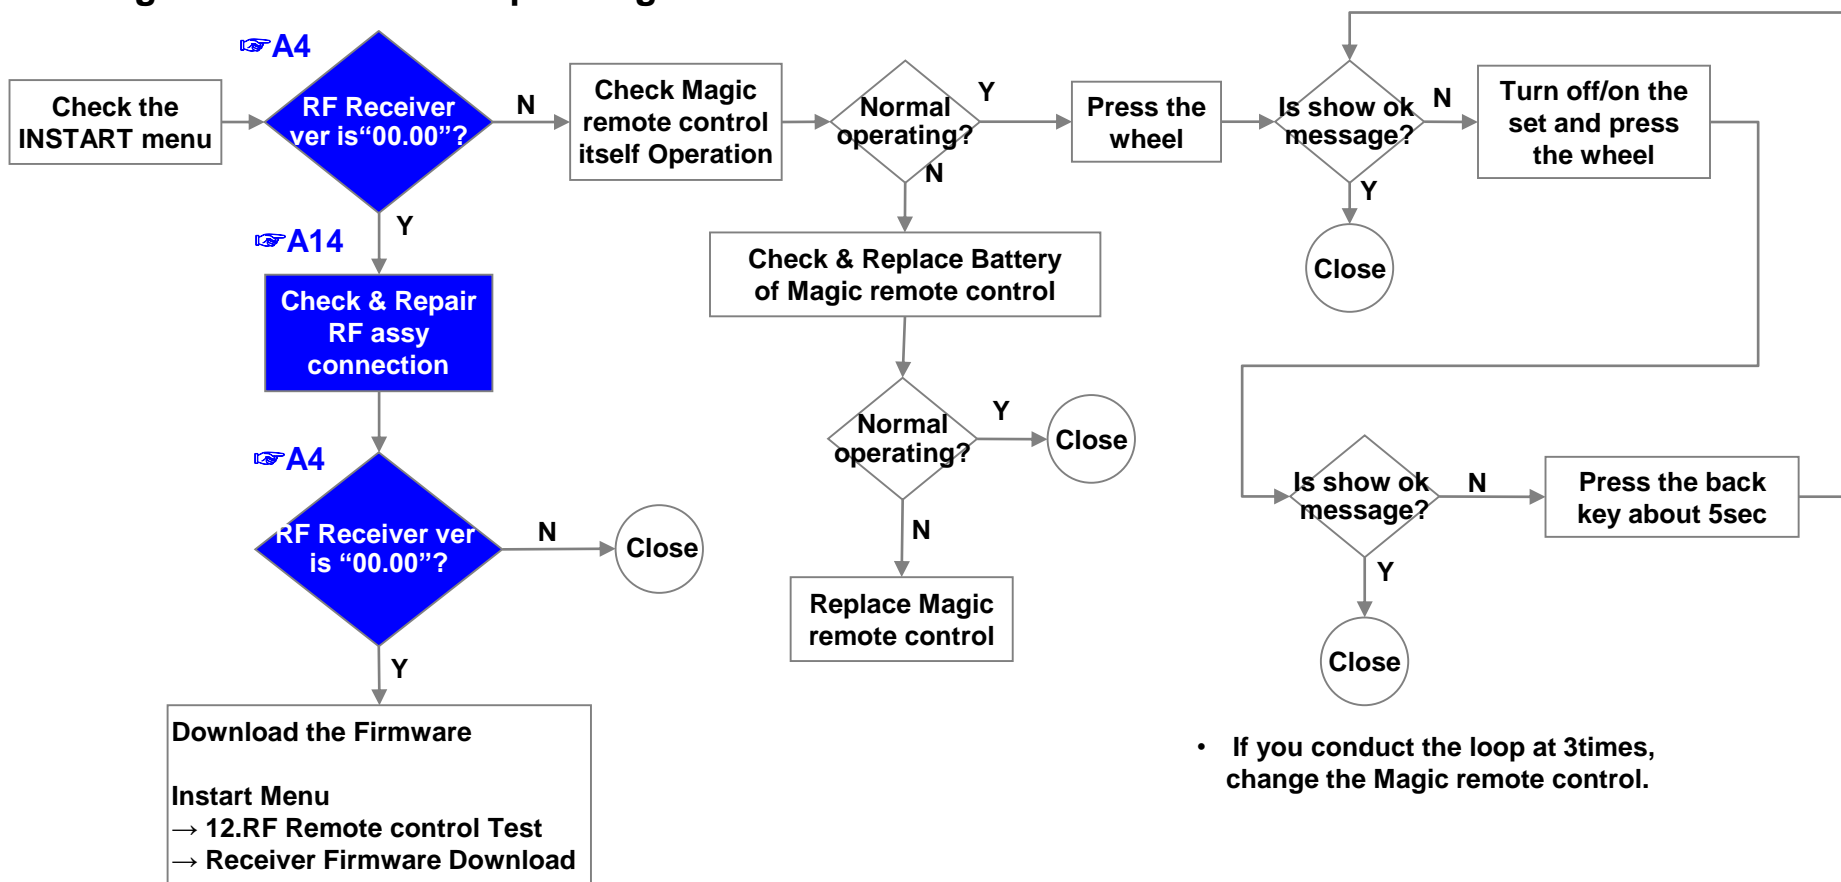 ☞A4
Check the
INSTART menu
RF Receiver
ver is“00.00”?
N
Y
Check Magic
remote control
itself Operation
Normal
operating?
Y
N
Press the
wheel
Is show ok
message?
N
Y
Turn off/on the
set and press
the wheel
Close
☞A14
Check & Repair
RF assy
connection
Check & Replace Battery
of Magic remote control
Normal
operating?
Y
Close
N
Replace Magic
remote control
☞A4
RF Receiver ver
is “00.00”?
N
Close
Y
Is show ok
message?
N
Press the back
key about 5sec
Y
Close
Download the Firmware
Instart Menu
→ 12.RF Remote control Test
→ Receiver Firmware Download
• If you conduct the loop at 3times,
change the Magic remote control.